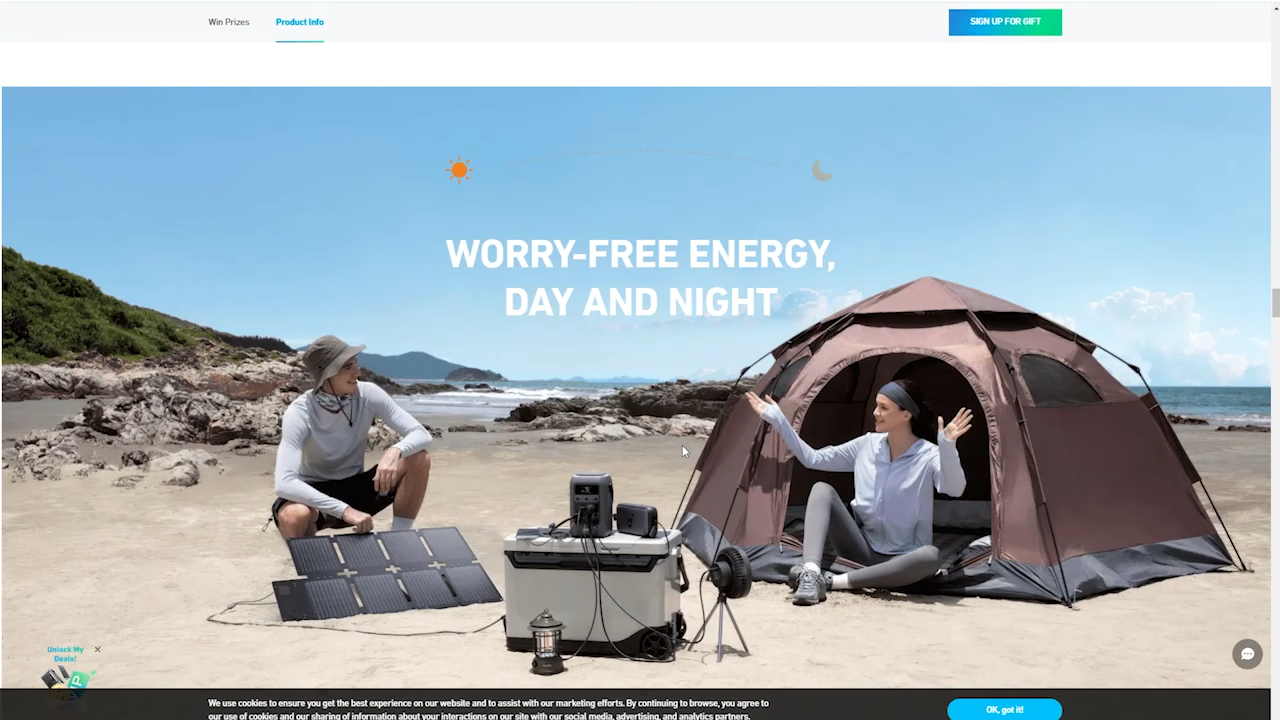 Win Prizes
Product Info
SIGN UP FOR GIFT
WORRY-FREE ENERGY,
DAY AND NIGHT
Unlock My
Deals!
We use cookies to ensure you get the best experience on our website and to assist with our marketing efforts. By continuing to browse, you agree to
our use of cookies and our sharing of information about your interactions on our site with our social media, advertising, and analytics partners.
OK, got it!